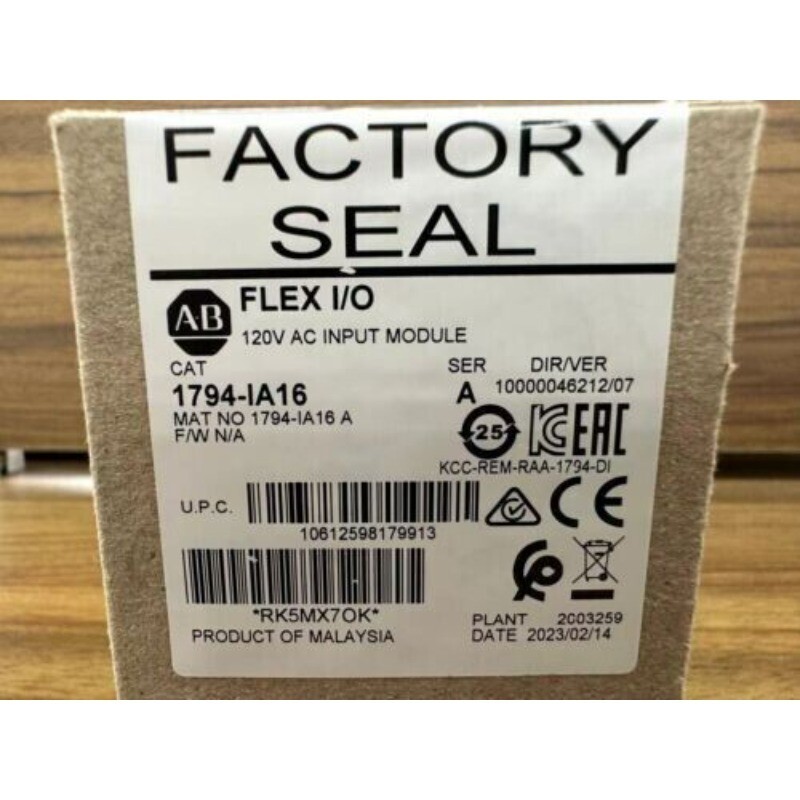 FACTORY
SEAL
AB
FLEX I/O
120V AC INPUT MODULE
CAT SER DIR/VER
1794-IA16 A 10000046212/07
MAT NO 1794-IA16 A
F/W N/A
25 EAC
KCC-REM-RAA-1794-DI
U.P.C.
10612598179913
CE
*RK5MX7OK*
PLANT 2003259
PRODUCT OF MALAYSIA
DATE 2023/02/14